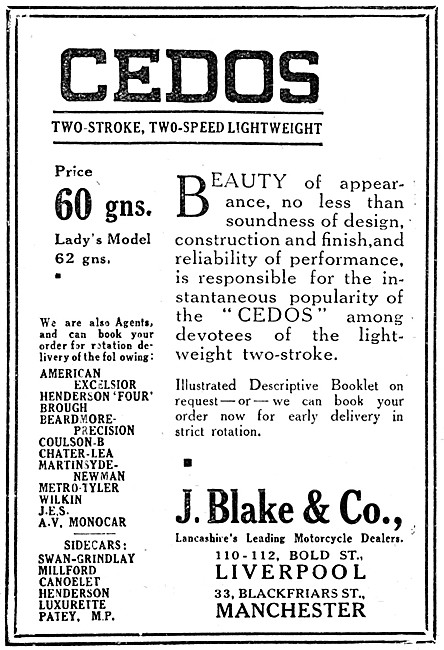 CEDOS
TWO-STROKE, TWO-SPEED LIGHTWEIGHT
Price
60 gns.
Lady's Model
62 gns.
BEAUTY of appear-
ance, no less than
soundness of design,
construction and finish,and
reliability of performance,
is responsible for the in-
stantaneous popularity of
the "CEDOS" among
devotees of the light-
weight two-stroke.
Illustrated Descriptive Booklet on
request—or—we can book your
order now for early delivery in
strict rotation.
We are also Agents,
and can book your
order for rotation de-
livery of the fol owing:
AMERICAN
EXCELSIOR
HENDERSON 'FOUR'
BROUGH
BEARDMORE-
PRECISION
COULSON-B
CHATER-LEA
MARTINSYDE-
NEWMAN
METRO-TYLER
WILKIN
J.E.S.
A.V. MONOCAR
SIDECARS:
SWAN-GRINDLAY
MILLFORD
CANOELET
HENDERSON
LUXURETTE
PATEY, M.P.
J. Blake & Co.,
Lancashire's Leading Motorcycle Dealers.
110-112, BOLD ST.,
LIVERPOOL
33, BLACKFRIARS ST.,
MANCHESTER